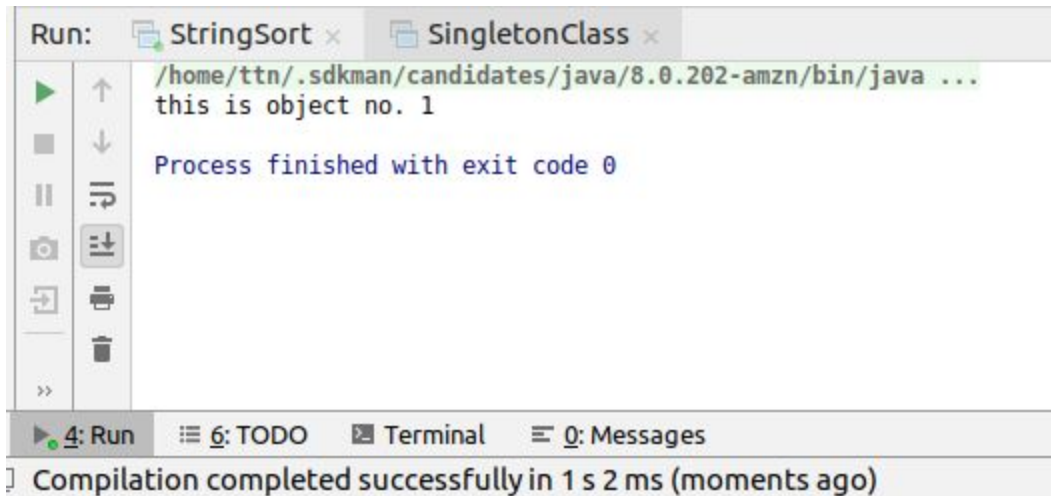 Run: StringSort × SingletonClass ×
/home/ttn/.sdkman/candidates/java/8.0.202-amzn/bin/java ...
this is object no. 1
Process finished with exit code 0
4: Run 6: TODO Terminal 0: Messages
Compilation completed successfully in 1 s 2 ms (moments ago)